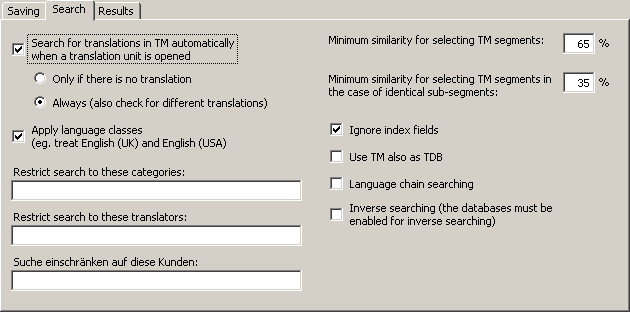 Saving
Search
Results
Search for translations in TM automatically
when a translation unit is opened
Only if there is no translation
Always (also check for different translations)
Apply language classes
(eg. treat English (UK) and English (USA)
Restrict search to these categories:
Restrict search to these translators:
Suche einschränken auf diese Kunden:
Minimum similarity for selecting TM segments:
65 %
Minimum similarity for selecting TM segments in
the case of identical sub-segments:
35 %
Ignore index fields
Use TM also as TDB
Language chain searching
Inverse searching (the databases must be
enabled for inverse searching)